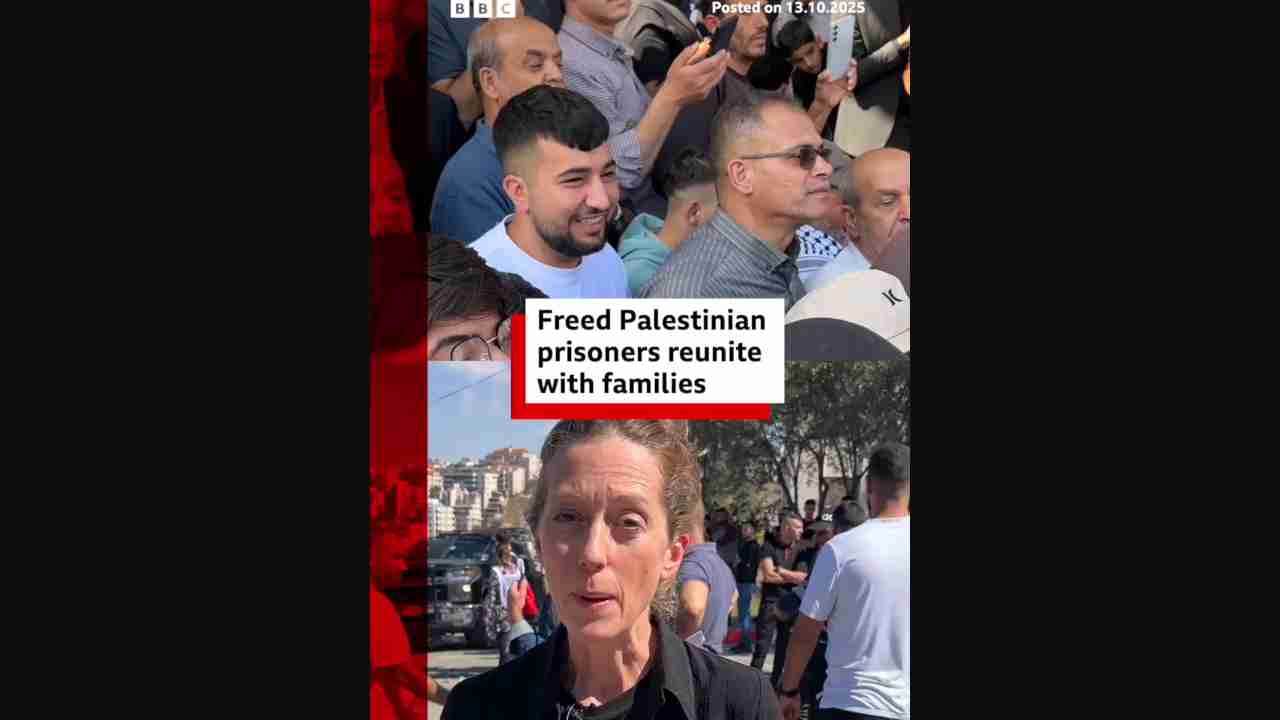 BBC
Posted on 13.10.2025
Freed Palestinian
prisoners reunite
with families